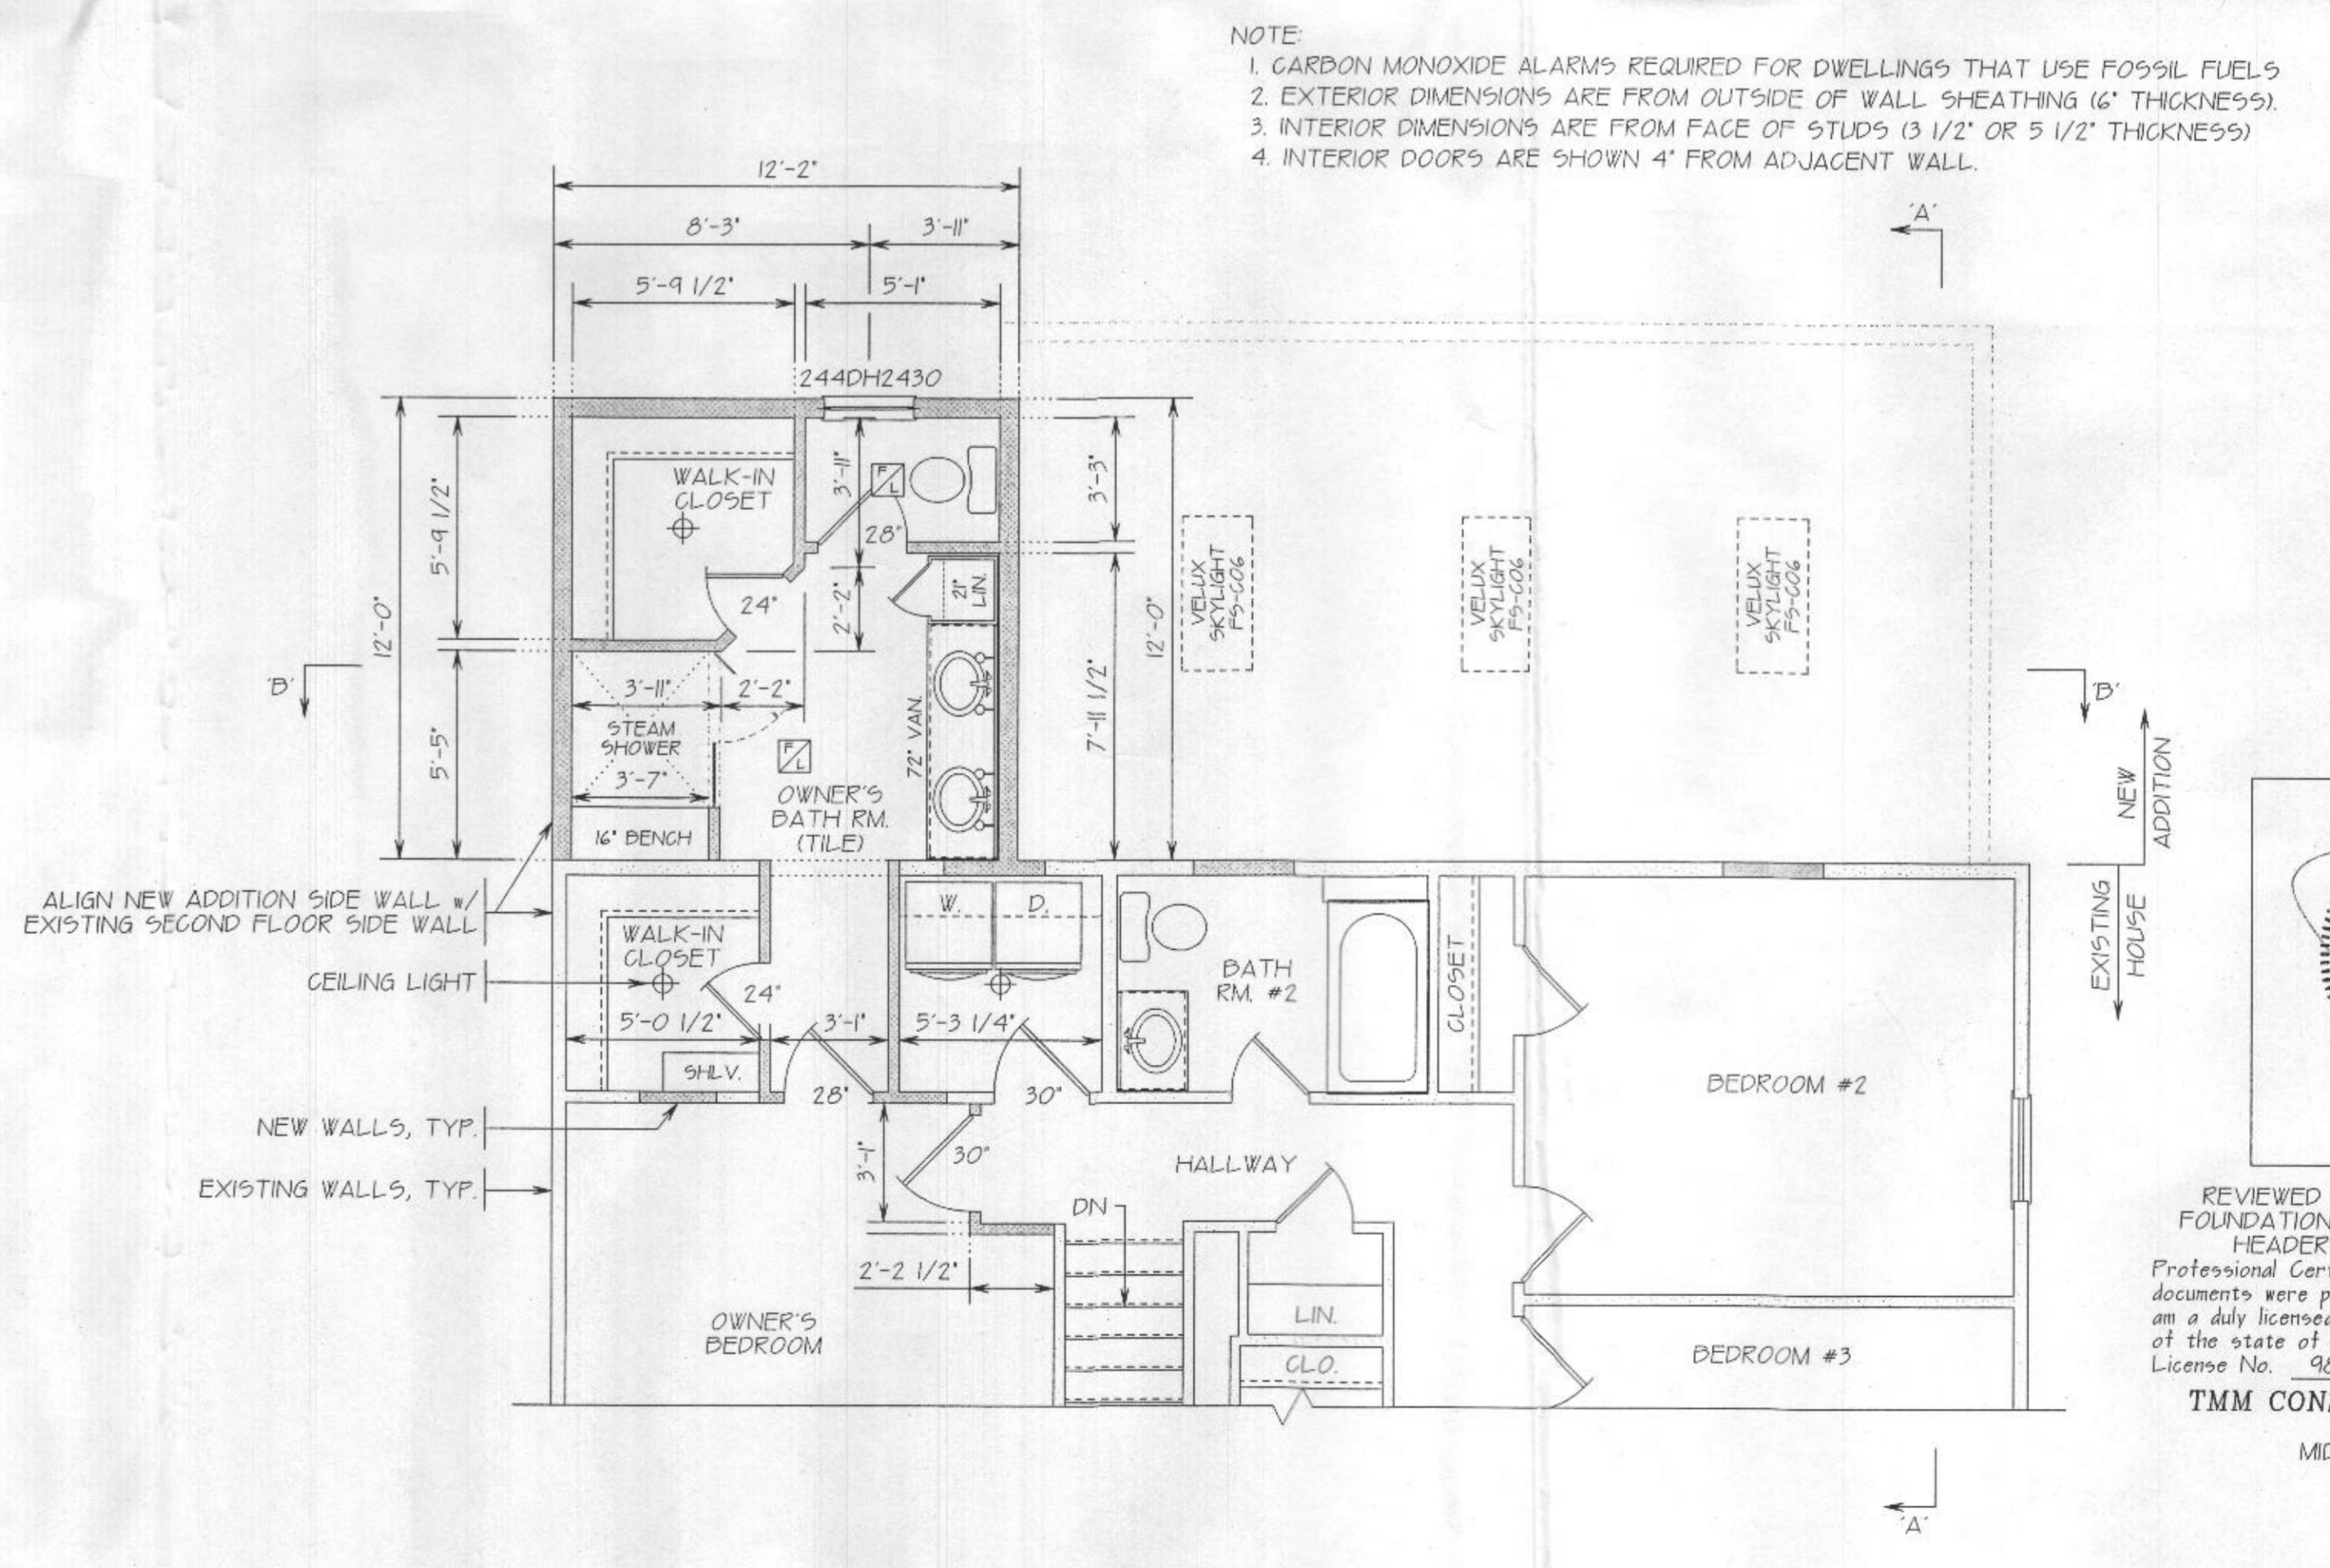 NOTE:
1. CARBON MONOXIDE ALARMS REQUIRED FOR DWELLINGS THAT USE FOSSIL FUELS
2. EXTERIOR DIMENSIONS ARE FROM OUTSIDE OF WALL SHEATHING (6" THICKNESS).
3. INTERIOR DIMENSIONS ARE FROM FACE OF STUDS (3 1/2" OR 5 1/2" THICKNESS)
4. INTERIOR DOORS ARE SHOWN 4" FROM ADJACENT WALL.
12'-2"
8'-3"
3'-11"
5'-9 1/2"
5'-1"
'A'
244DH2430
WALK-IN
CLOSET
3'-11"
F
L
28"
3'-3"
5'-9 1/2"
12'-0"
24"
2'-2"
21"
LIN.
12'-0"
VELUX
SKYLIGHT
FS-C06
VELUX
SKYLIGHT
FS-C06
VELUX
SKYLIGHT
FS-C06
'B'
3'-11"
2'-2"
STEAM
SHOWER
3'-7"
5'-5"
16" BENCH
F
L
OWNER'S
BATH RM.
(TILE)
72" VAN.
7'-11 1/2"
'B'
NEW
ADDITION
EXISTING
HOUSE
ALIGN NEW ADDITION SIDE WALL w/
EXISTING SECOND FLOOR SIDE WALL
CEILING LIGHT
WALK-IN
CLOSET
24"
5'-0 1/2"
3'-1"
5'-3 1/4"
W.
D.
SHLV.
BATH
RM. #2
CLOSET
BEDROOM #2
NEW WALLS, TYP.
28"
30"
EXISTING WALLS, TYP.
3'-1"
30"
HALLWAY
DN
2'-2 1/2"
OWNER'S
BEDROOM
LIN.
CLO.
BEDROOM #3
REVIEWED
FOUNDATION
HEADER
Professional Cer
documents were p
am a duly licensed
of the state of
License No. 98
TMM CON
MID
'A'